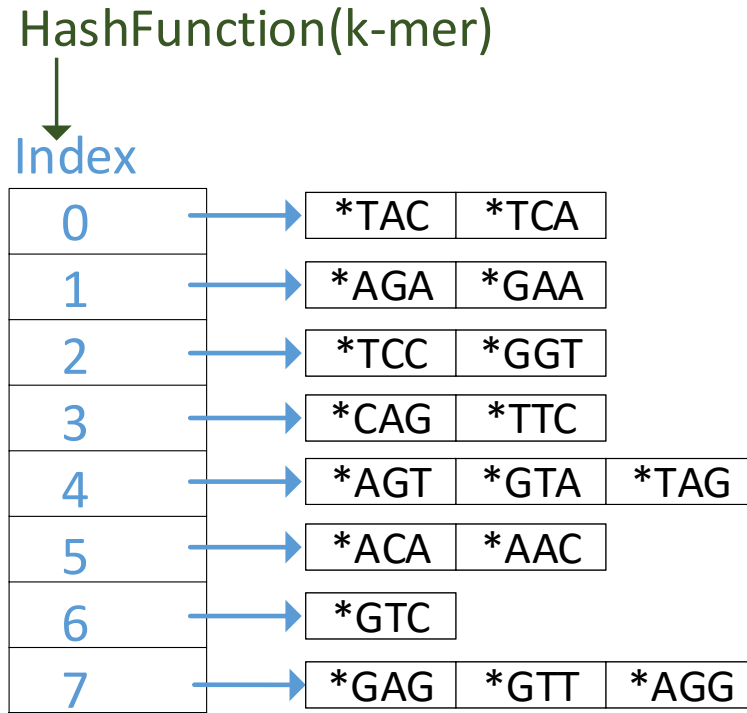 HashFunction(k-mer)
Index
0 *TAC *TCA
1 *AGA *GAA
2 *TCC *GGT
3 *CAG *TTC
4 *AGT *GTA *TAG
5 *ACA *AAC
6 *GTC
7 *GAG *GTT *AGG